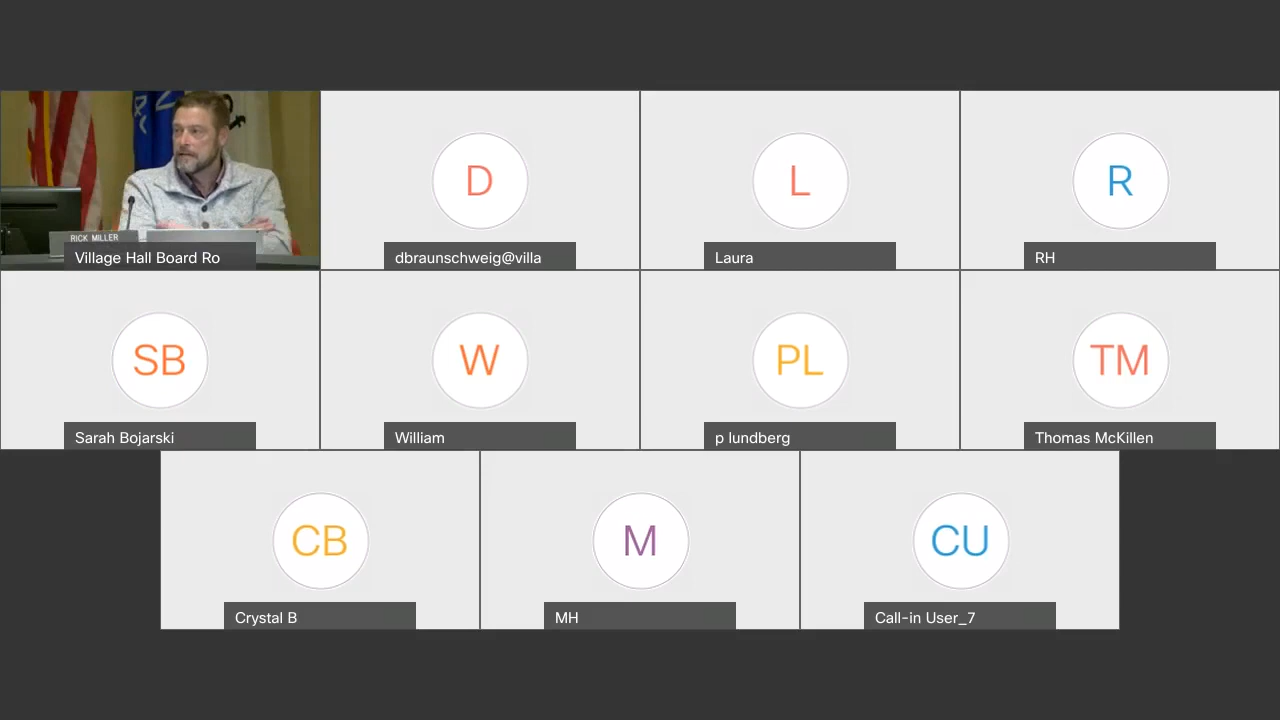 RICK MILLER
Village Hall Board Ro
D
dbraunschweig@villa
L
Laura
R
RH
SB
Sarah Bojarski
W
William
PL
p lundberg
TM
Thomas McKillen
CB
Crystal B
M
MH
CU
Call-in User_7